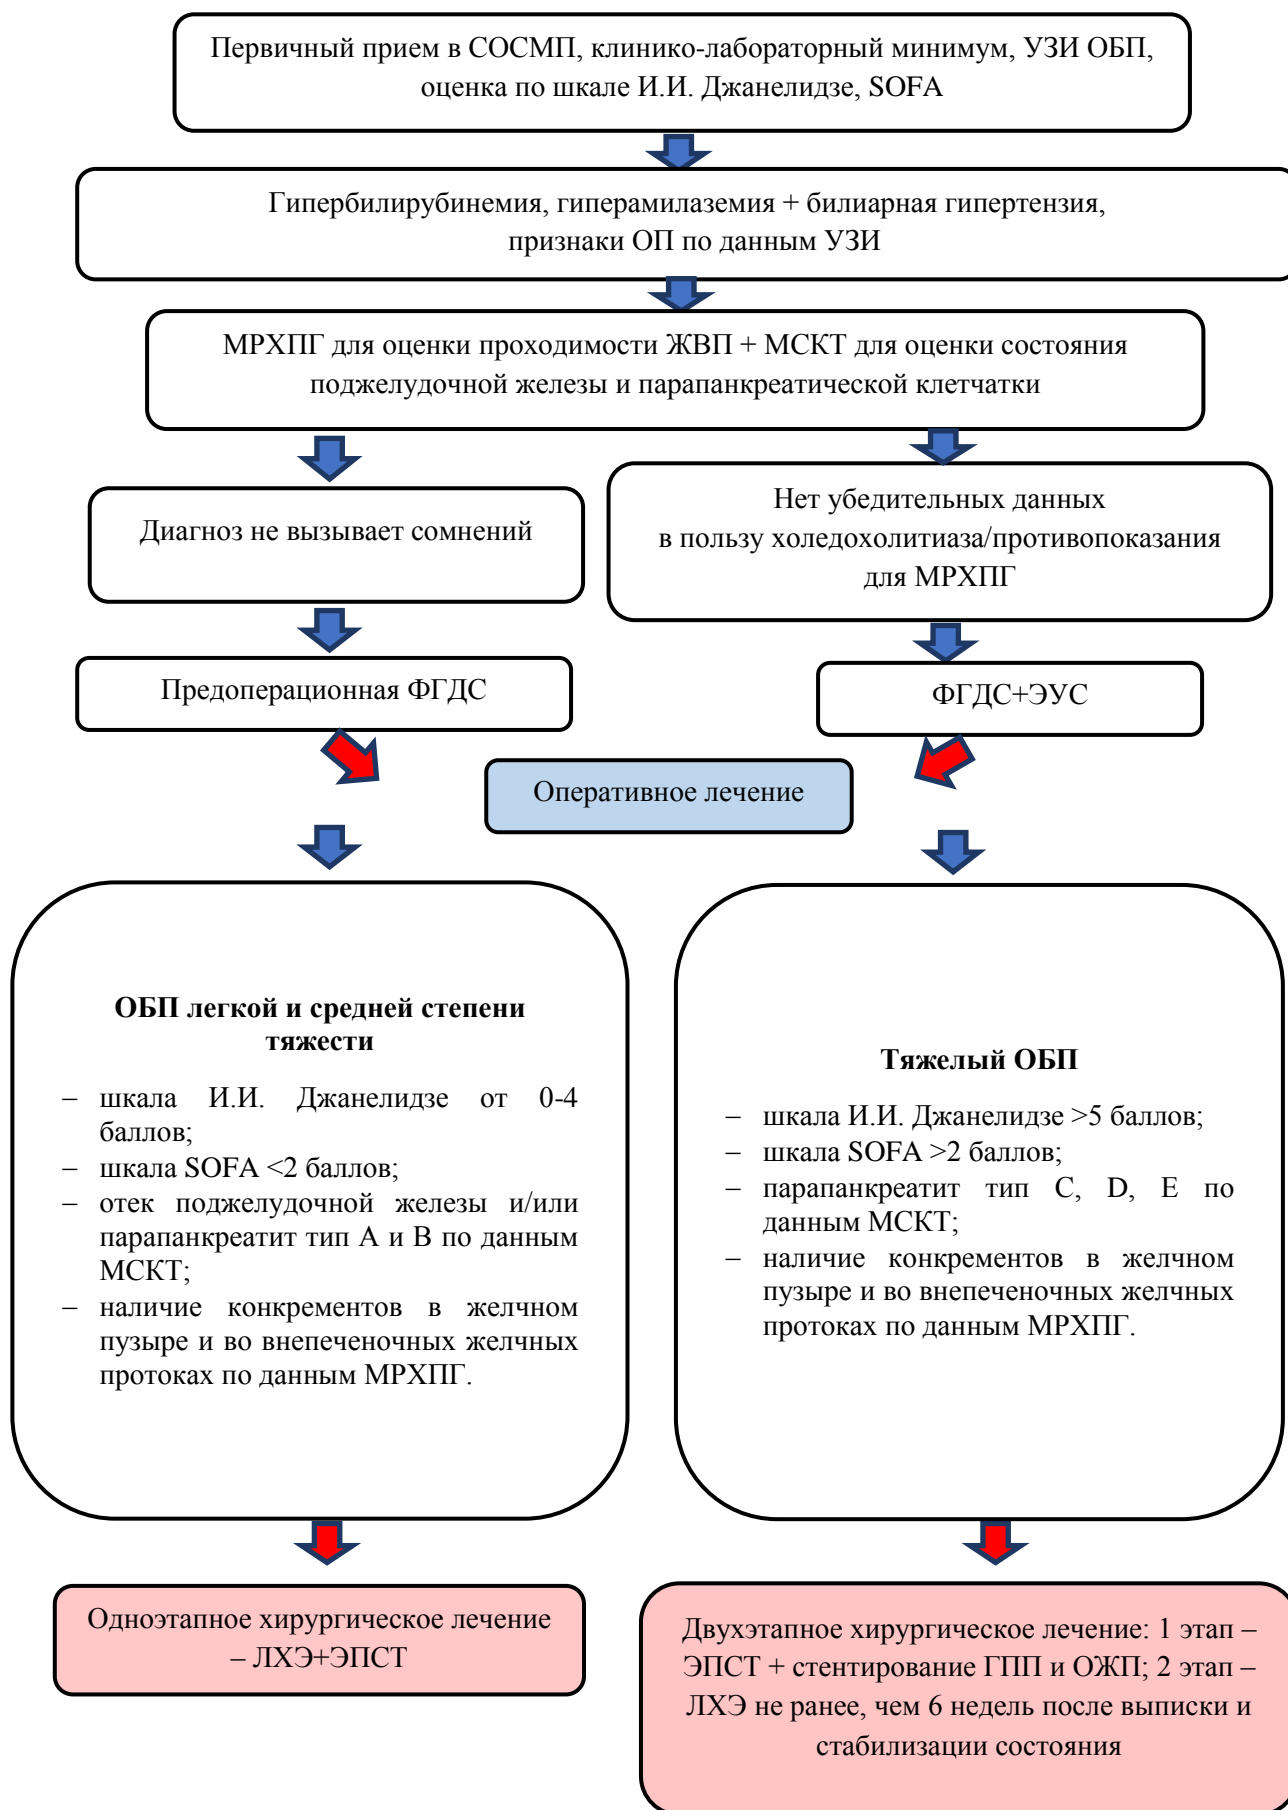 Первичный прием в СОСМП, клинико-лабораторный минимум, УЗИ ОБП,
оценка по шкале И.И. Джанелидзе, SOFA
Гипербилирубинемия, гиперамилаземия + билиарная гипертензия,
признаки ОП по данным УЗИ
МРХПГ для оценки проходимости ЖВП + МСКТ для оценки состояния
поджелудочной железы и парапанкреатической клетчатки
Диагноз не вызывает сомнений
Нет убедительных данных
в пользу холедохолитиаза/противопоказания
для МРХПГ
Предоперационная ФГДС
ФГДС+ЭУС
Оперативное лечение
ОБП легкой и средней степени
тяжести
– шкала И.И. Джанелидзе от 0-4
баллов;
– шкала SOFA <2 баллов;
– отек поджелудочной железы и/или
парапанкреатит тип А и В по данным
МСКТ;
– наличие конкрементов в желчном
пузыре и во внепеченочных желчных
протоках по данным МРХПГ.
Тяжелый ОБП
– шкала И.И. Джанелидзе >5 баллов;
– шкала SOFA >2 баллов;
– парапанкреатит тип C, D, E по
данным МСКТ;
– наличие конкрементов в желчном
пузыре и во внепеченочных желчных
протоках по данным МРХПГ.
Одноэтапное хирургическое лечение
– ЛХЭ+ЭПСТ
Двухэтапное хирургическое лечение: 1 этап –
ЭПСТ + стентирование ГПП и ОЖП; 2 этап –
ЛХЭ не ранее, чем 6 недель после выписки и
стабилизации состояния